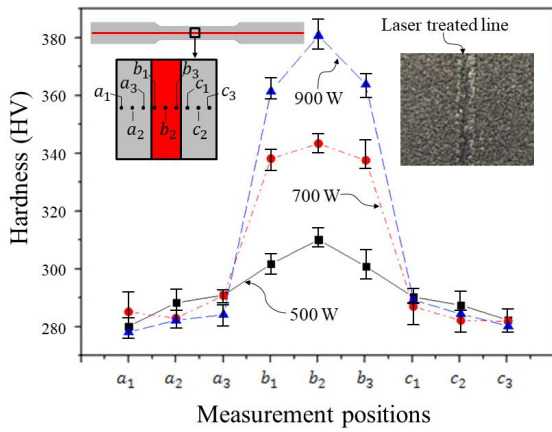 Laser treated line
380
b₁
b₃
a₃
c₁
a₁
c₃
a₂
b₂
c₂
900 W
360
Hardness (HV)
340
700 W
320
300
500 W
280
a₁ a₂ a₃ b₁ b₂ b₃ c₁ c₂ c₃
Measurement positions